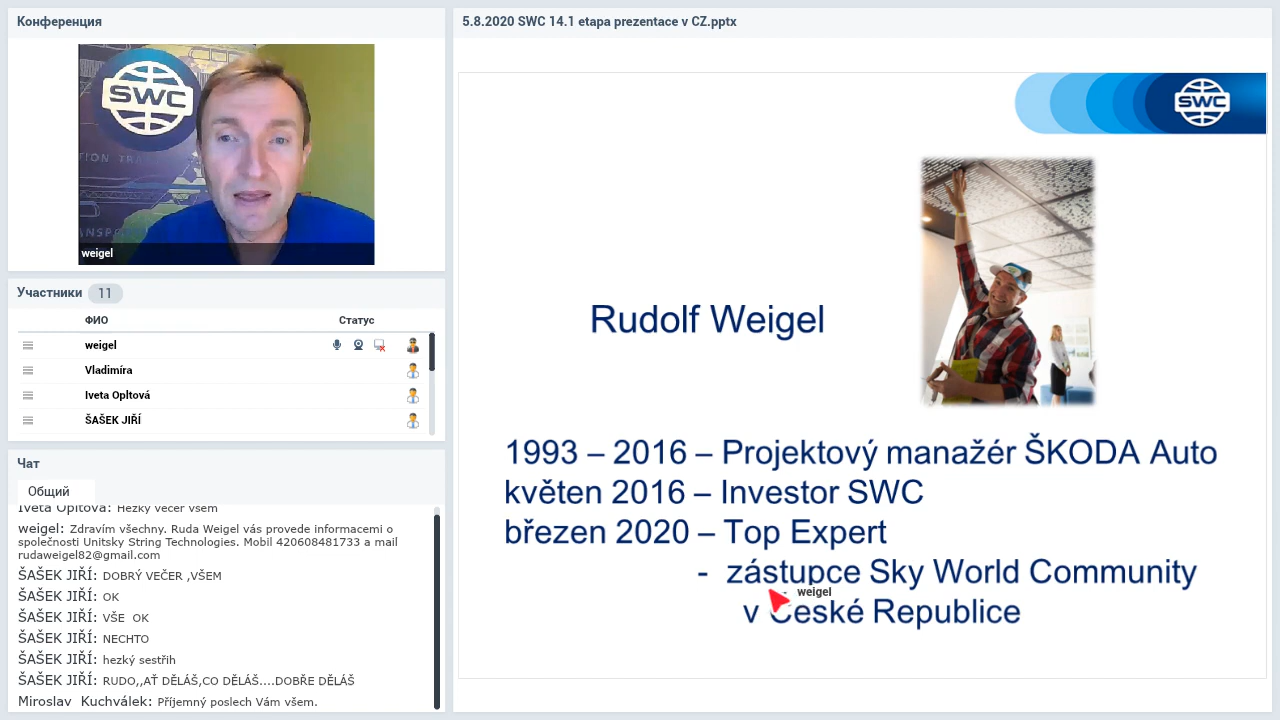 Конференция
SWC
TION TRA
ANSPO
weigel
Участники 11
ФИО Статус
weigel
Vladimíra
Iveta Opltová
ŠAŠEK JIŘÍ
Чат
Общий
Iveta Opltová: Hezký večer všem
weigel: Zdravím všechny. Ruda Weigel vás provede informacemi o
společnosti Unitsky String Technologies. Mobil 420608481733 a mail
rudaweigel82@gmail.com
ŠAŠEK JIŘÍ: DOBRÝ VEČER ,VŠEM
ŠAŠEK JIŘÍ: OK
ŠAŠEK JIŘÍ: VŠE OK
ŠAŠEK JIŘÍ: NECHTO
ŠAŠEK JIŘÍ: hezký sestřih
ŠAŠEK JIŘÍ: RUDO,,AŤ DĚLÁŠ,CO DĚLÁŠ....DOBŘE DĚLÁŠ
Miroslav Kuchválek: Příjemný poslech Vám všem.
5.8.2020 SWC 14.1 etapa prezentace v CZ.pptx
SWC
Rudolf Weigel
1993 – 2016 – Projektový manažér ŠKODA Auto
květen 2016 – Investor SWC
březen 2020 – Top Expert
- zástupce Sky World Community
weigel
v České Republice